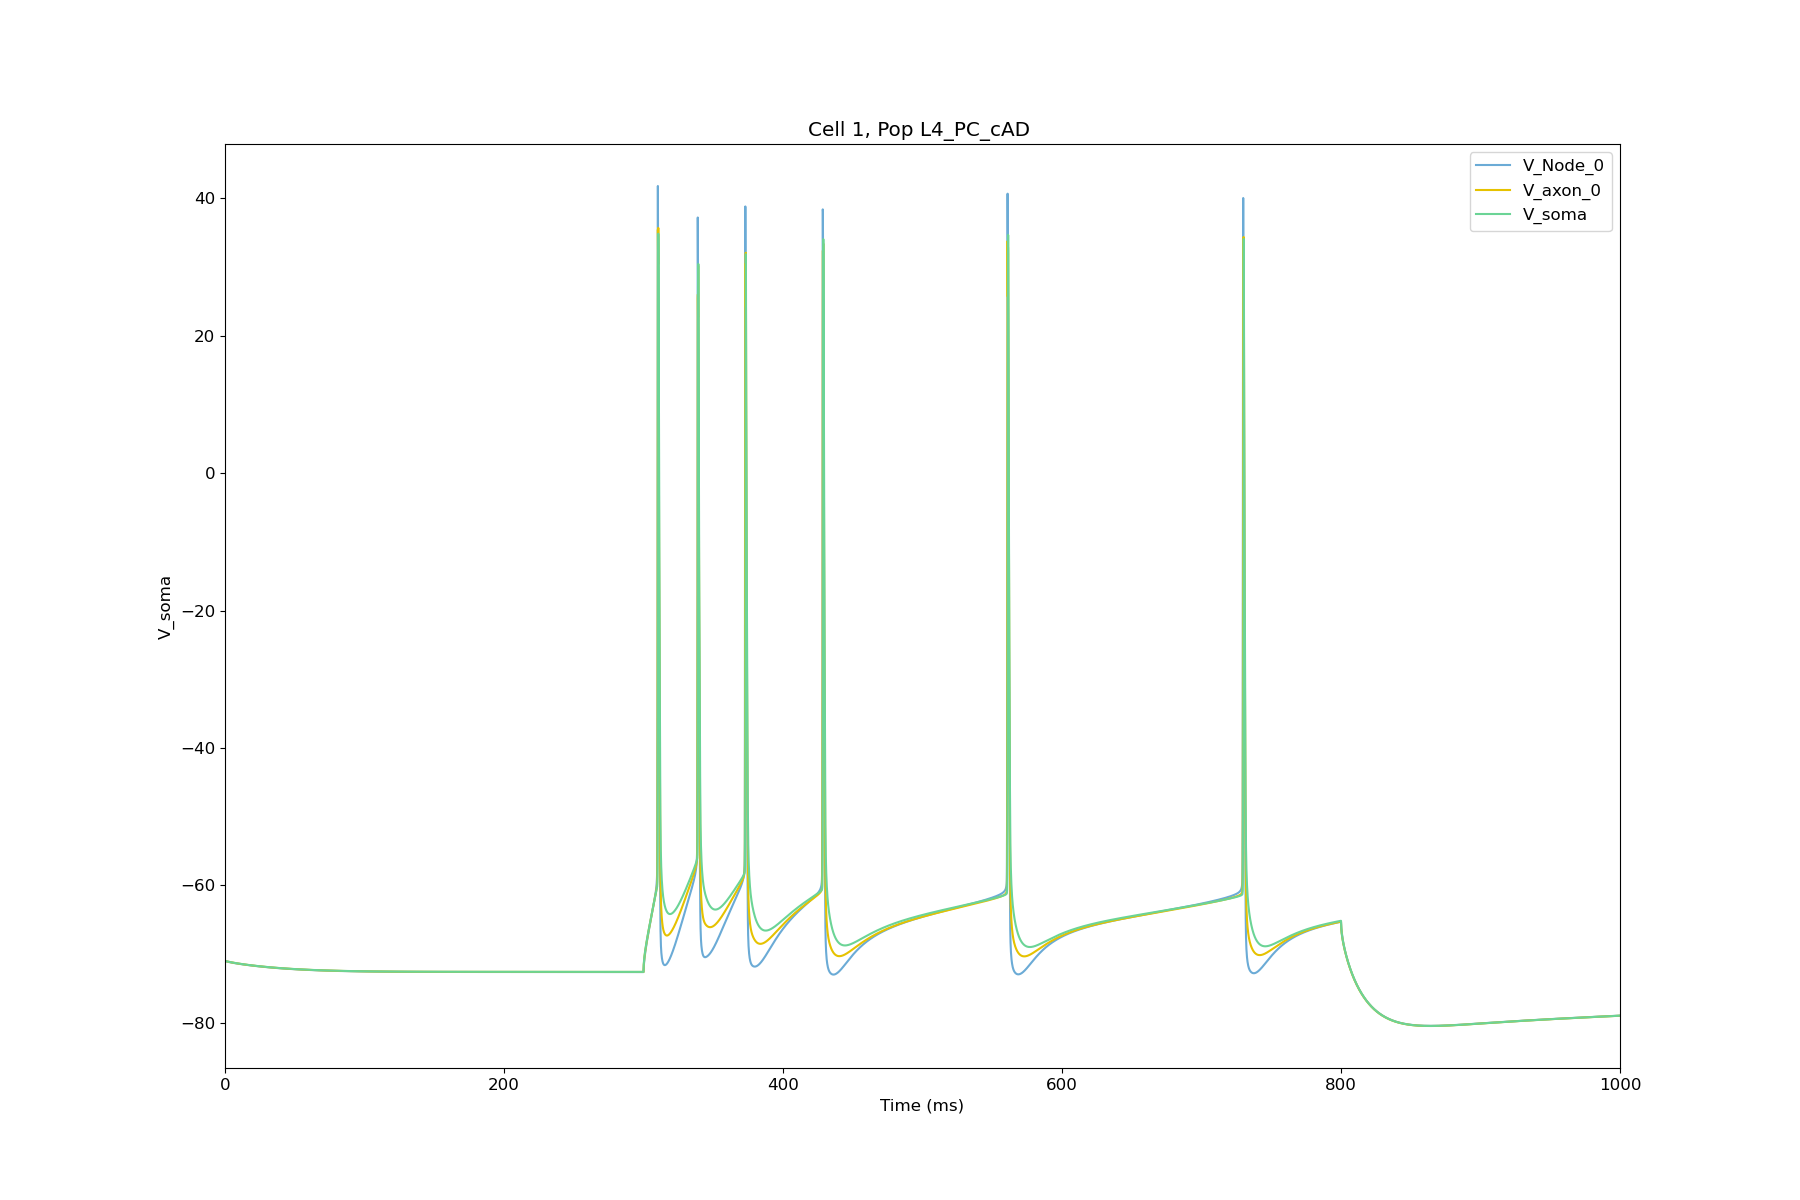 Cell 1, Pop L4_PC_cAD
V_Node_0
V_axon_0
V_soma
40
20
0
−20
−40
−60
−80
V_soma
0 200 400 600 800 1000
Time (ms)